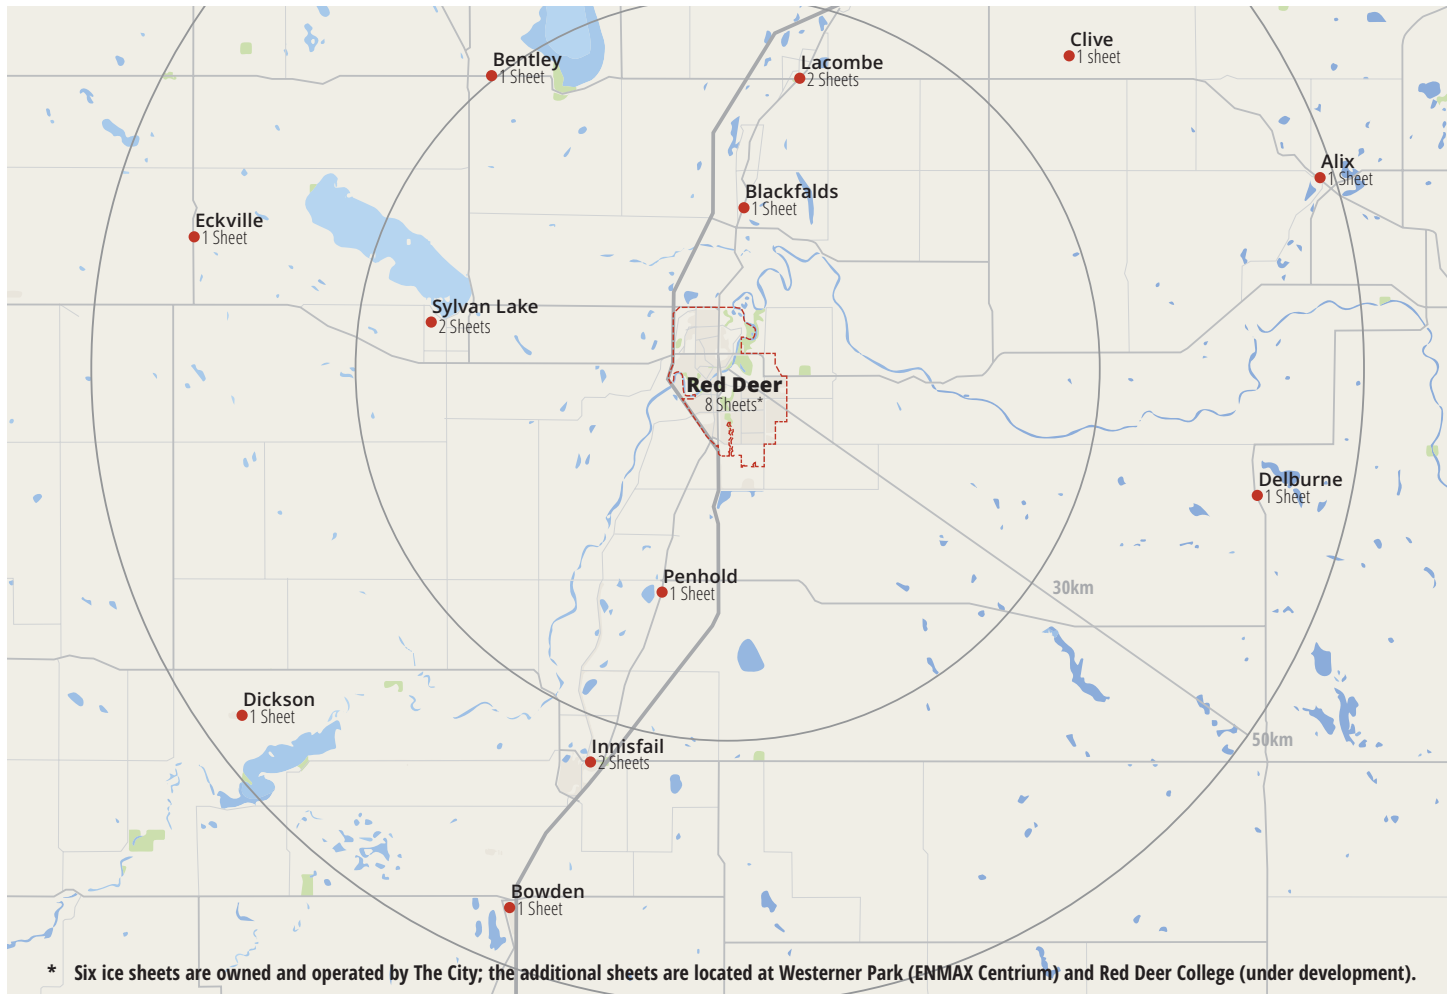 Bentley
1 Sheet
Lacombe
2 Sheets
Clive
1 sheet
Alix
1 Sheet
Blackfalds
1 Sheet
Eckville
1 Sheet
Sylvan Lake
2 Sheets
Red Deer
8 Sheets*
Delburne
1 Sheet
Penhold
1 Sheet
30km
Dickson
1 Sheet
Innisfail
2 Sheets
50km
Bowden
1 Sheet
* Six ice sheets are owned and operated by The City; the additional sheets are located at Westerner Park (ENMAX Centrium) and Red Deer College (under development).